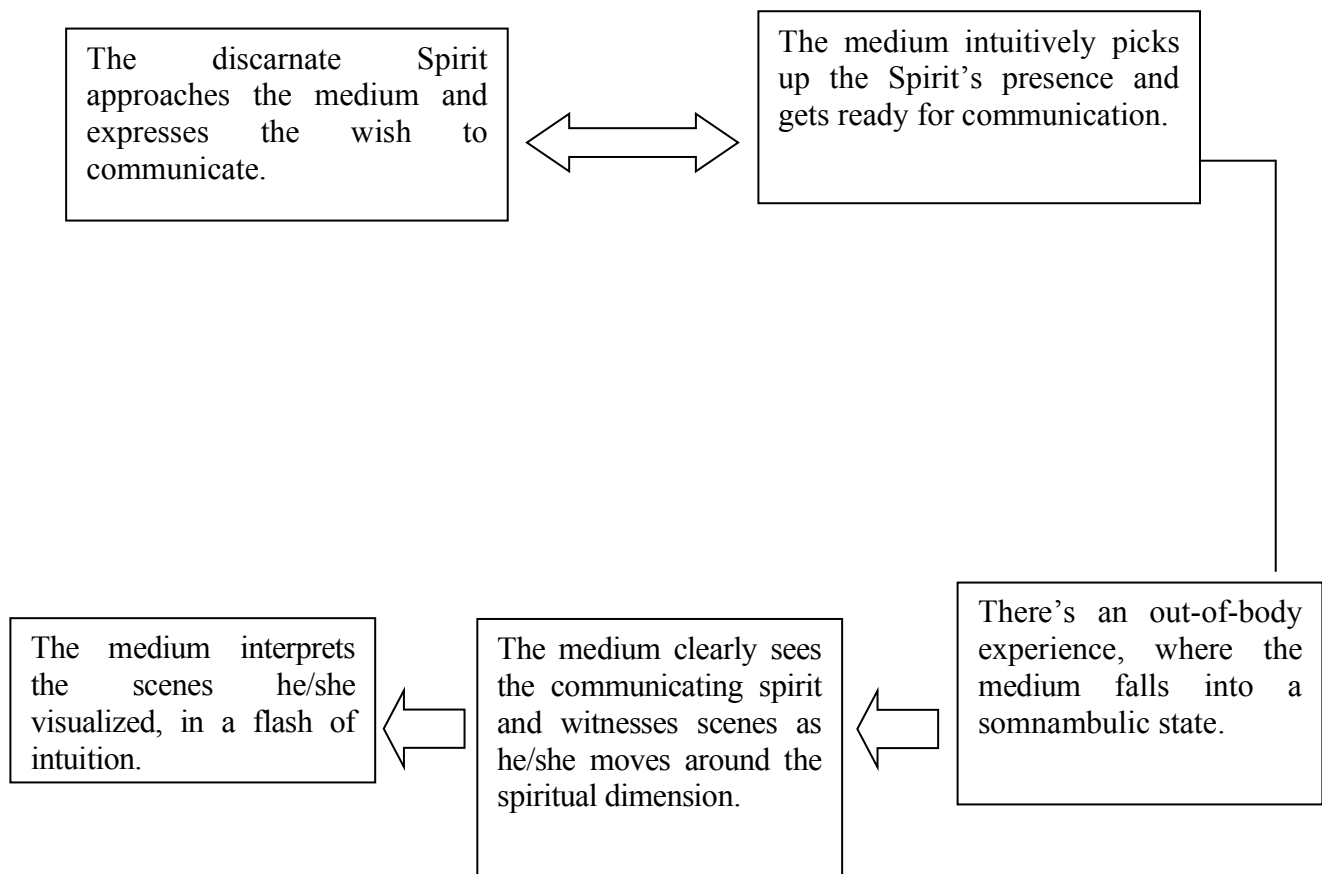 The discarnate Spirit
approaches the medium and
expresses the wish to
communicate.
The medium intuitively picks
up the Spirit’s presence and
gets ready for communication.
There’s an out-of-body
experience, where the
medium falls into a
somnambulic state.
The medium clearly sees
the communicating spirit
and witnesses scenes as
he/she moves around the
spiritual dimension.
The medium interprets
the scenes he/she
visualized, in a flash of
intuition.